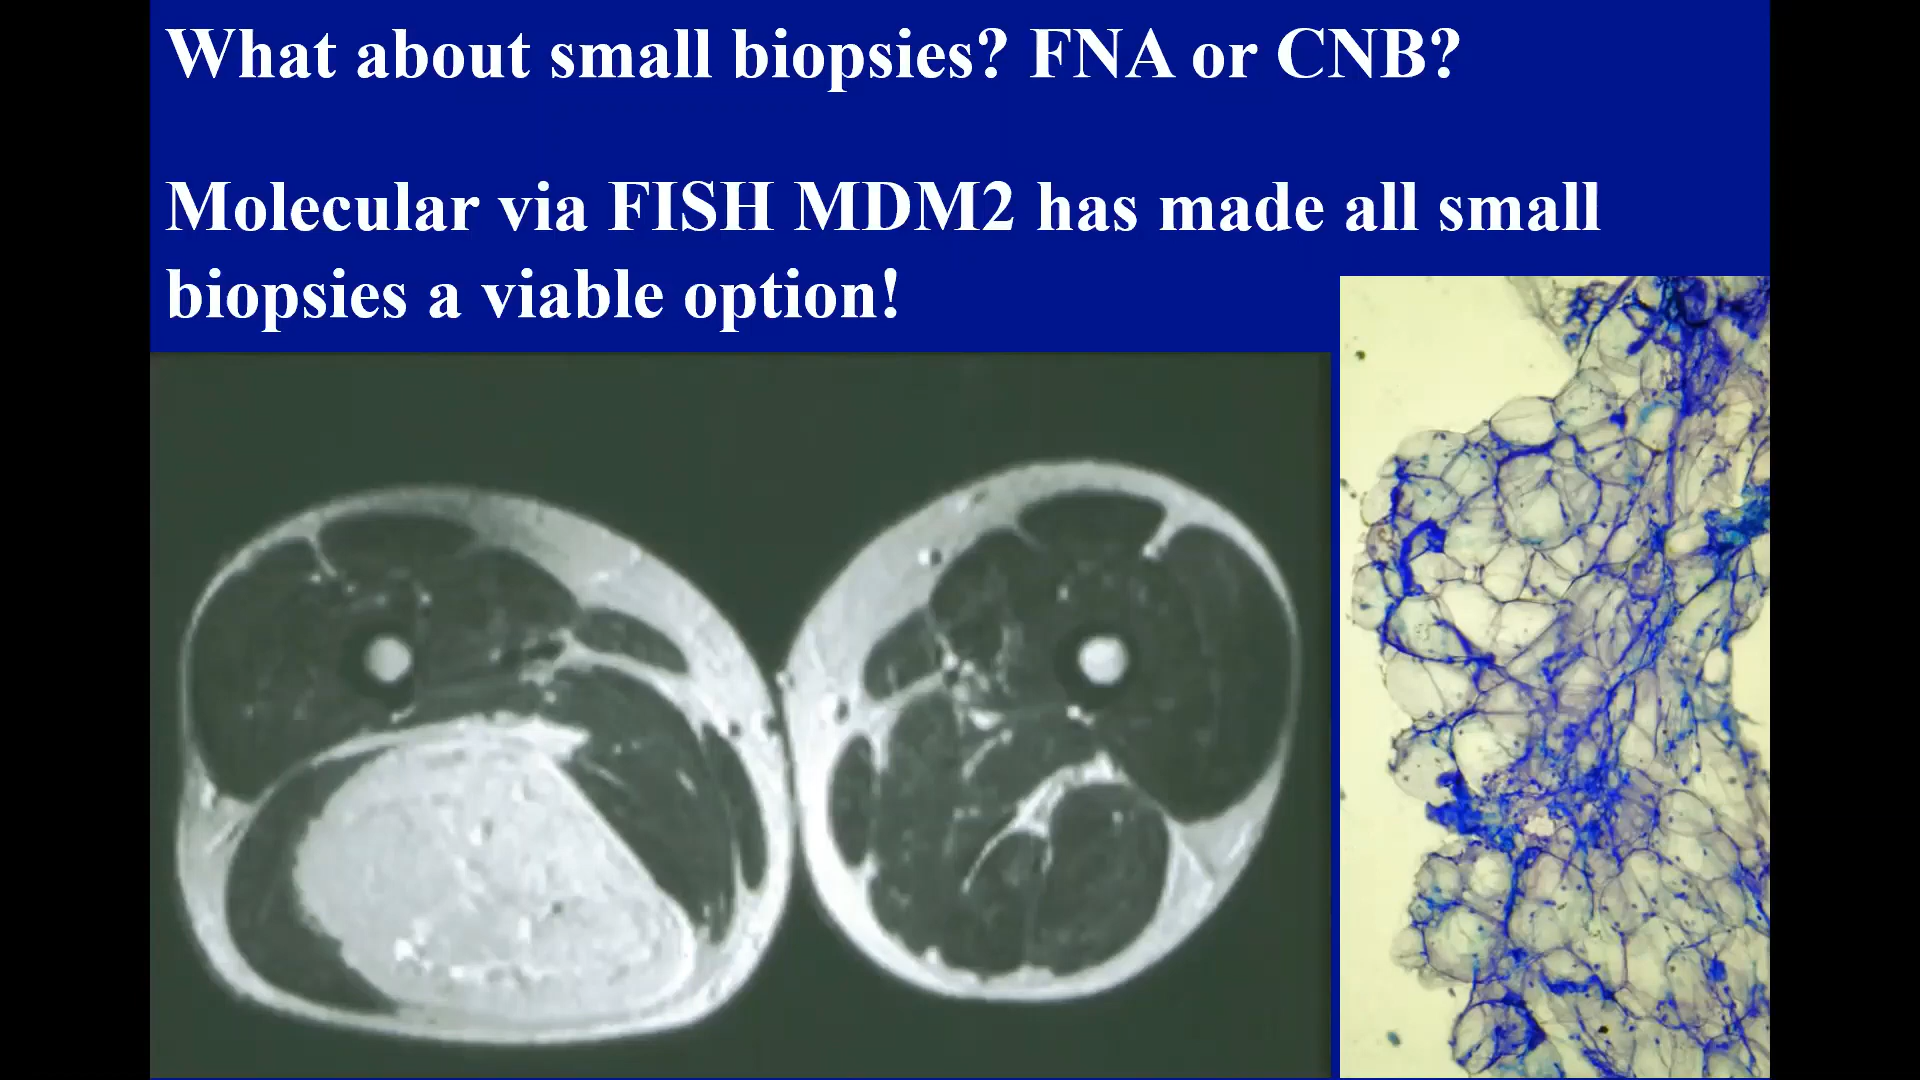 What about small biopsies? FNA or CNB?
Molecular via FISH MDM2 has made all small
biopsies a viable option!